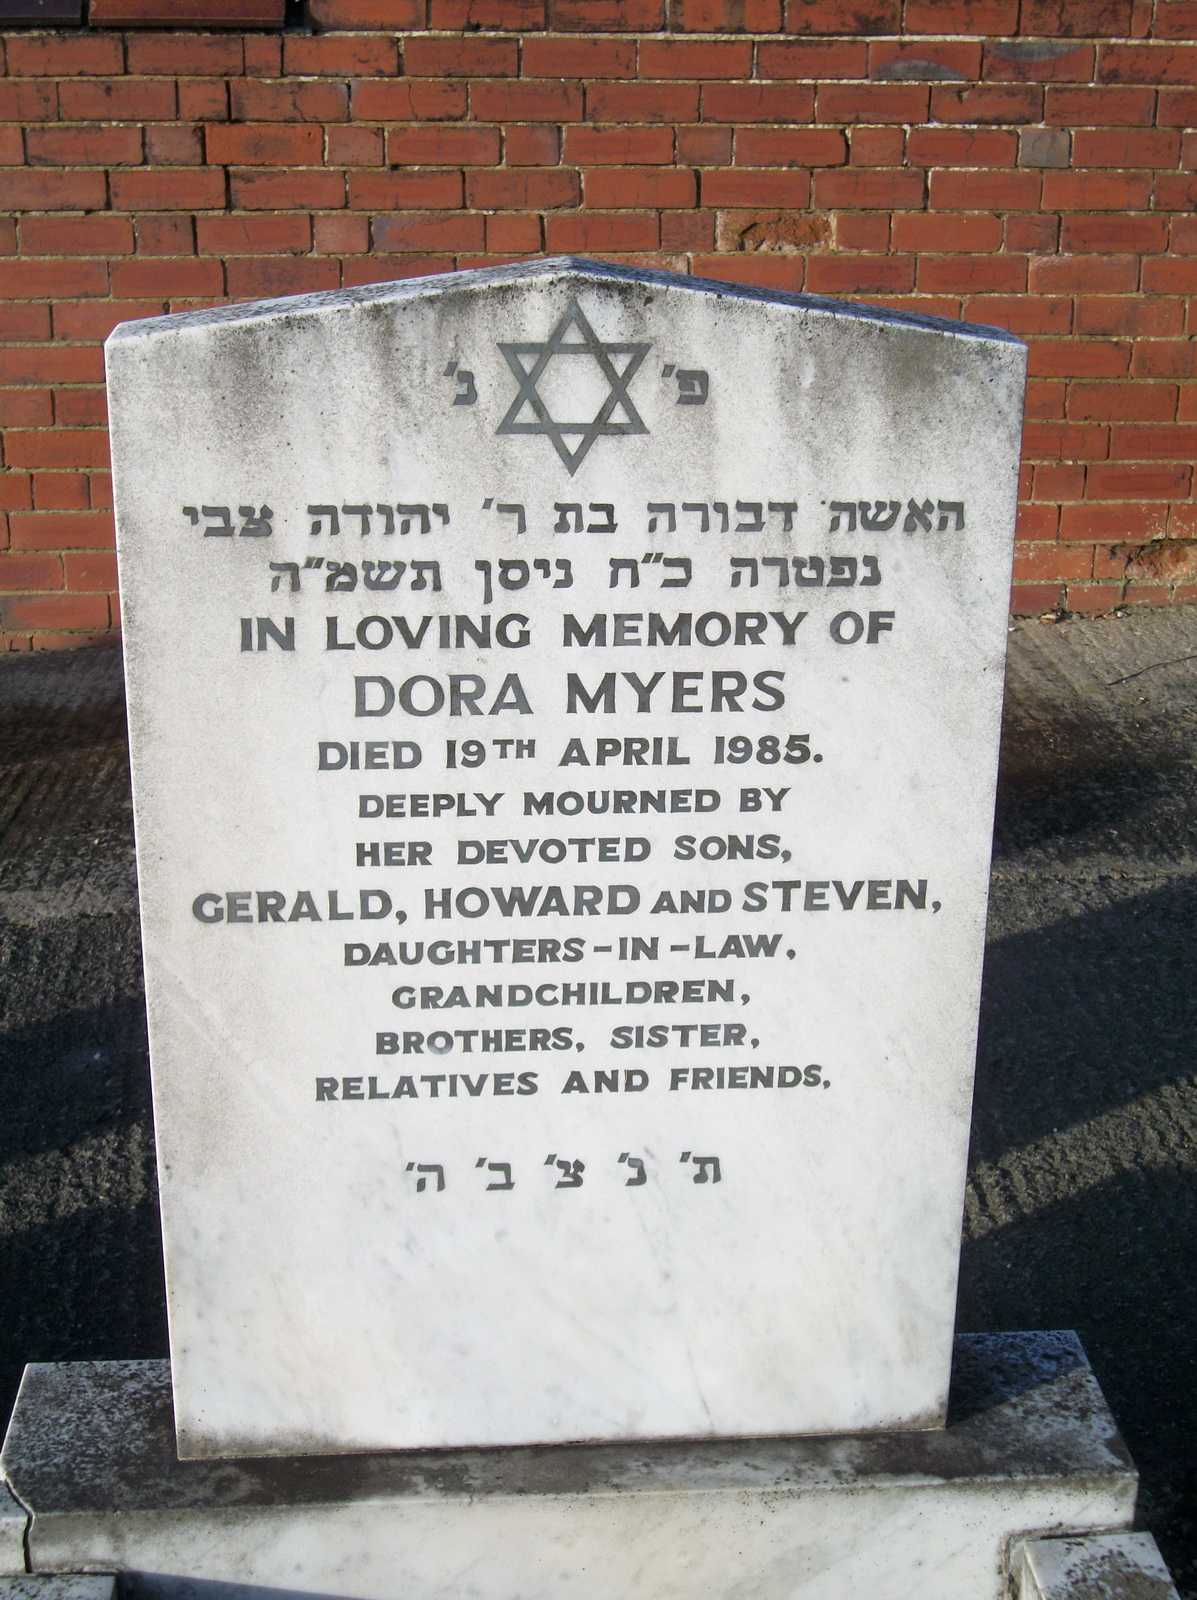 פ׳ נ׳
האשה דבורה בת ר׳ יהודה צבי
נפטרה כ״ח ניסן תשמ״ה
IN LOVING MEMORY OF
DORA MYERS
DIED 19TH APRIL 1985.
DEEPLY MOURNED BY
HER DEVOTED SONS,
GERALD, HOWARD AND STEVEN,
DAUGHTERS-IN-LAW,
GRANDCHILDREN,
BROTHERS, SISTER,
RELATIVES AND FRIENDS,
ת׳ נ׳ צ׳ ב׳ ה׳